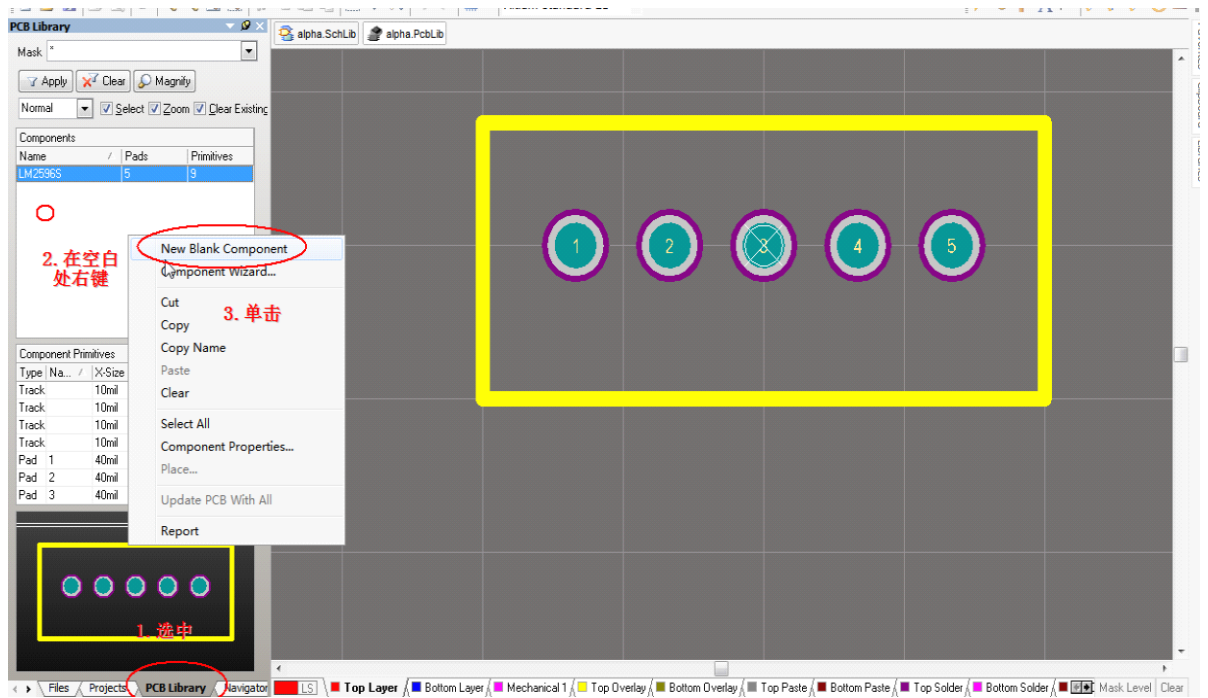 PCB Library
alpha.SchLib
alpha.PcbLib
Mask *
Apply
Clear
Magnify
Normal
Select
Zoom
Clear Existing
Components
Name / Pads Primitives
LM2596S 5 9
2. 在空白
处右键
New Blank Component
Component Wizard...
Cut
3. 单击
Copy
Copy Name
Paste
Clear
Select All
Component Properties...
Place...
Update PCB With All
Report
Component Primitives
Type Na... / X-Size
Track 10mil
Track 10mil
Track 10mil
Track 10mil
Pad 1 40mil
Pad 2 40mil
Pad 3 40mil
1 2 3 4 5
1. 选中
Files Projects PCB Library Navigator
LS Top Layer Bottom Layer Mechanical 1 Top Overlay Bottom Overlay Top Paste Bottom Paste Top Solder Bottom Solder Mask Level Clear